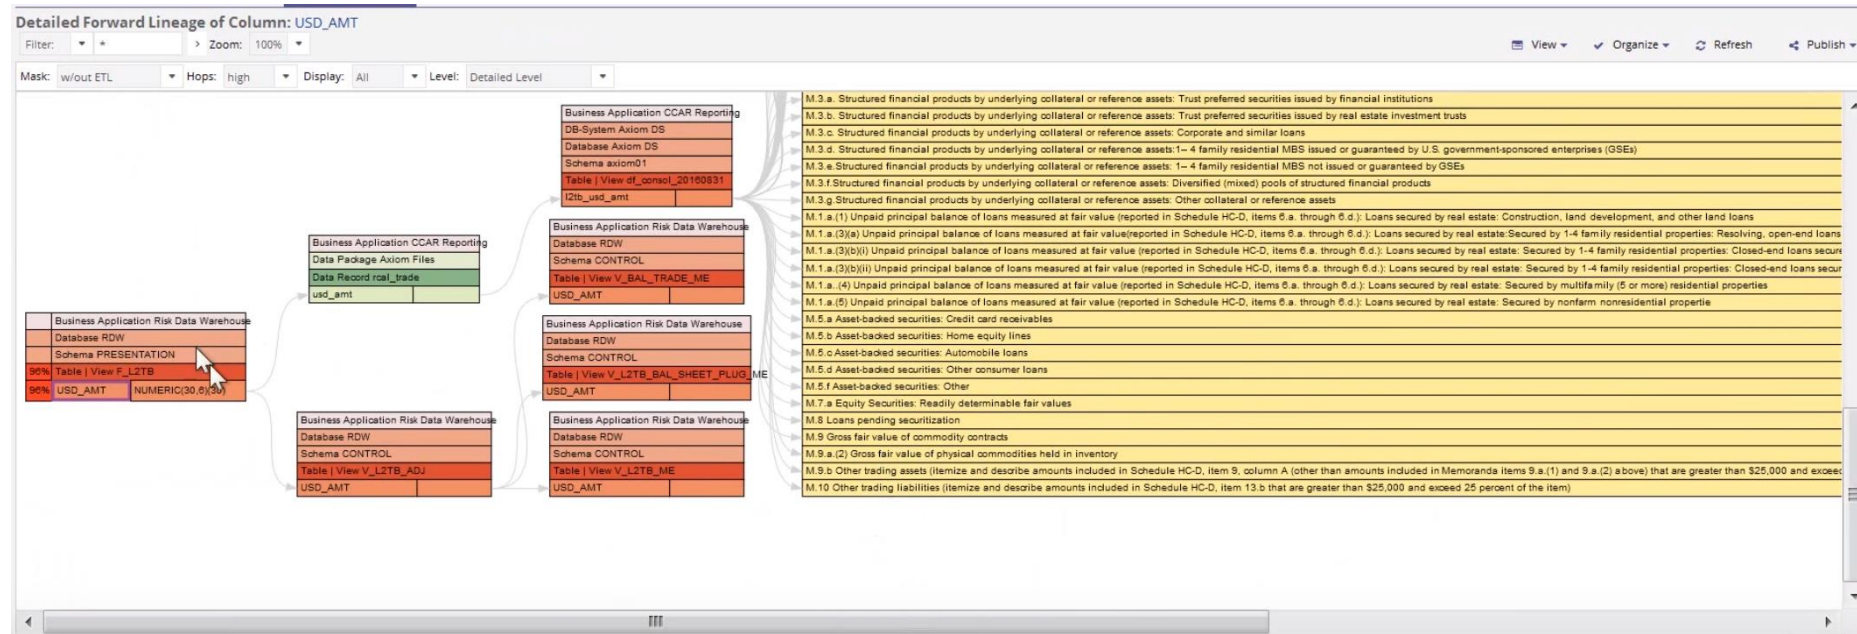 Detailed Forward Lineage of Column: USD_AMT
Filter: * > Zoom: 100%
View Organize Refresh Publish
Mask: w/out ETL Hops: high Display: All Level: Detailed Level
Business Application Risk Data Warehouse
Database RDW
Schema PRESENTATION
96% Table | View F_L2TB
96% USD_AMT NUMERIC(30,6)(30)
Business Application CCAR Reporting
Data Package Axiom Files
Data Record rcal_trade
usd_amt
Business Application Risk Data Warehouse
Database RDW
Schema CONTROL
Table | View V_L2TB_ADJ
USD_AMT
Business Application CCAR Reporting
DB-System Axiom DS
Database Axiom DS
Schema axiom01
Table | View df_consol_20160831
l2tb_usd_amt
Business Application Risk Data Warehouse
Database RDW
Schema CONTROL
Table | View V_BAL_TRADE_ME
USD_AMT
Business Application Risk Data Warehouse
Database RDW
Schema CONTROL
Table | View V_L2TB_BAL_SHEET_PLUG_ME
USD_AMT
Business Application Risk Data Warehouse
Database RDW
Schema CONTROL
Table | View V_L2TB_ME
USD_AMT
M.3.a. Structured financial products by underlying collateral or reference assets: Trust preferred securities issued by financial institutions
M.3.b. Structured financial products by underlying collateral or reference assets: Trust preferred securities issued by real estate investment trusts
M.3.c. Structured financial products by underlying collateral or reference assets: Corporate and similar loans
M.3.d. Structured financial products by underlying collateral or reference assets:1– 4 family residential MBS issued or guaranteed by U.S. government-sponsored enterprises (GSEs)
M.3.e.Structured financial products by underlying collateral or reference assets: 1– 4 family residential MBS not issued or guaranteed by GSEs
M.3.f.Structured financial products by underlying collateral or reference assets: Diversified (mixed) pools of structured financial products
M.3.g.Structured financial products by underlying collateral or reference assets: Other collateral or reference assets
M.1.a.(1) Unpaid principal balance of loans measured at fair value (reported in Schedule HC-D, items 6.a. through 6.d.): Loans secured by real estate: Construction, land development, and other land loans
M.1.a.(3)(a) Unpaid principal balance of loans measured at fair value(reported in Schedule HC-D, items 6.a. through 6.d.): Loans secured by real estate:Secured by 1-4 family residential properties: Resolving, open-end loans
M.1.a.(3)(b)(i) Unpaid principal balance of loans measured at fair value (reported in Schedule HC-D, items 6.a. through 6.d.): Loans secured by real estate: Secured by 1-4 family residential properties: Closed-end loans secure
M.1.a.(3)(b)(ii) Unpaid principal balance of loans measured at fair value (reported in Schedule HC-D, items 6.a. through 6.d.): Loans secured by real estate: Secured by 1-4 family residential properties: Closed-end loans secur
M.1.a..(4) Unpaid principal balance of loans measured at fair value (reported in Schedule HC-D, items 6.a. through 6.d.): Loans secured by real estate: Secured by multifamily (5 or more) residential properties
M.1.a.(5) Unpaid principal balance of loans measured at fair value (reported in Schedule HC-D, items 6.a. through 6.d.): Loans secured by real estate: Secured by nonfarm nonresidential propertie
M.5.a Asset-backed securities: Credit card receivables
M.5.b Asset-backed securities: Home equity lines
M.5.c Asset-backed securities: Automobile loans
M.5.d Asset-backed securities: Other consumer loans
M.5.f Asset-backed securities: Other
M.7.a Equity Securities: Readily determinable fair values
M.8 Loans pending securitization
M.9 Gross fair value of commodity contracts
M.9.a.(2) Gross fair value of physical commodities held in inventory
M.9.b Other trading assets (itemize and describe amounts included in Schedule HC-D, item 9, column A (other than amounts included in Memoranda items 9.a.(1) and 9.a.(2) above) that are greater than $25,000 and exceed
M.10 Other trading liabilities (itemize and describe amounts included in Schedule HC-D, item 13.b that are greater than $25,000 and exceed 25 percent of the item)